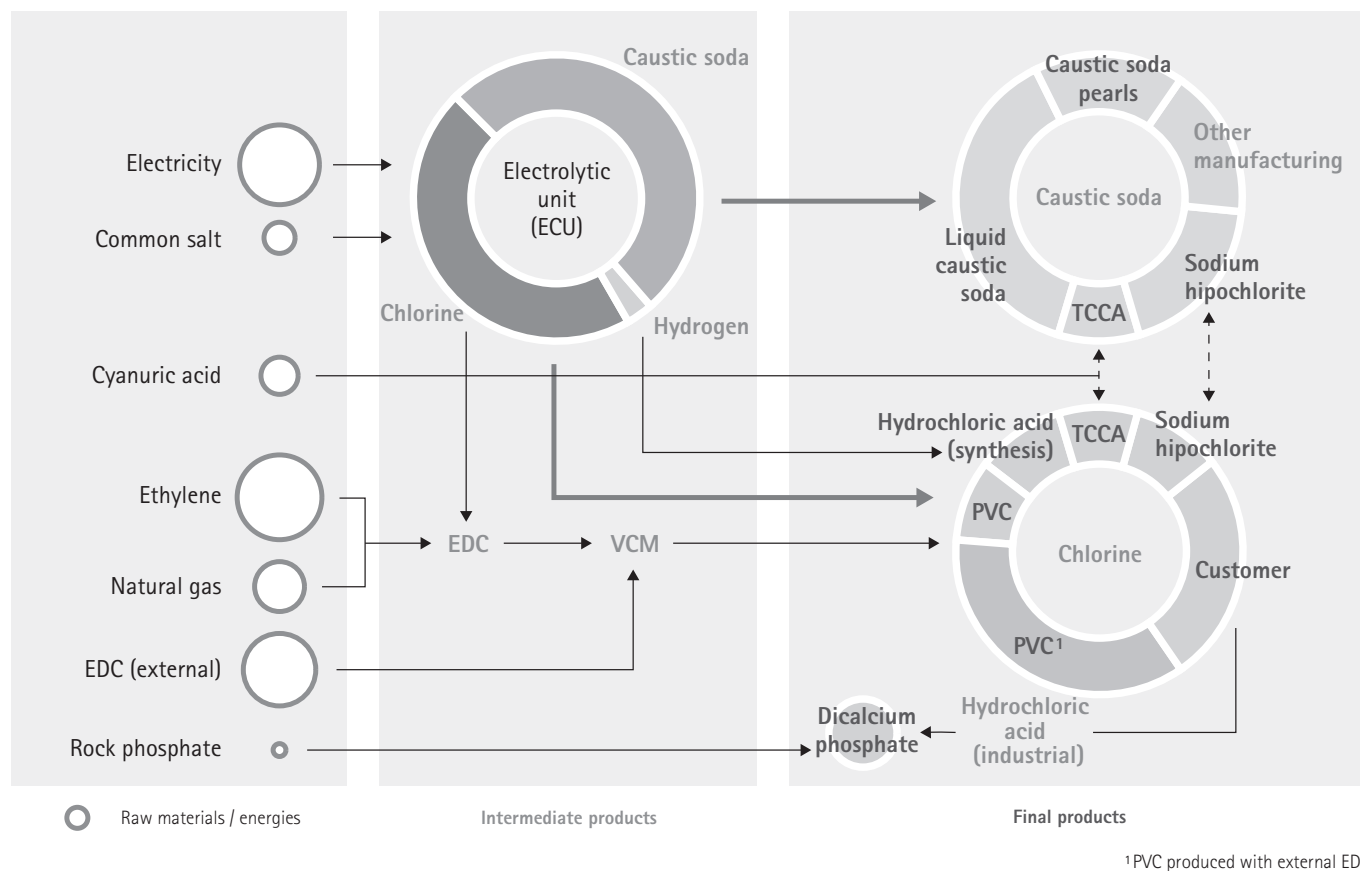 Electricity
Common salt
Cyanuric acid
Ethylene
Natural gas
EDC (external)
Rock phosphate
Caustic soda
Electrolytic
unit
(ECU)
Chlorine
Hydrogen
EDC
VCM
Caustic soda
pearls
Other
manufacturing
Caustic soda
Liquid
caustic
soda
TCCA
Sodium
hipochlorite
Hydrochloric acid
(synthesis)
TCCA
Sodium
hipochlorite
PVC
Chlorine
Customer
PVC¹
Dicalcium
phosphate
Hydrochloric
acid
(industrial)
Raw materials / energies
Intermediate products
Final products
¹ PVC produced with external ED